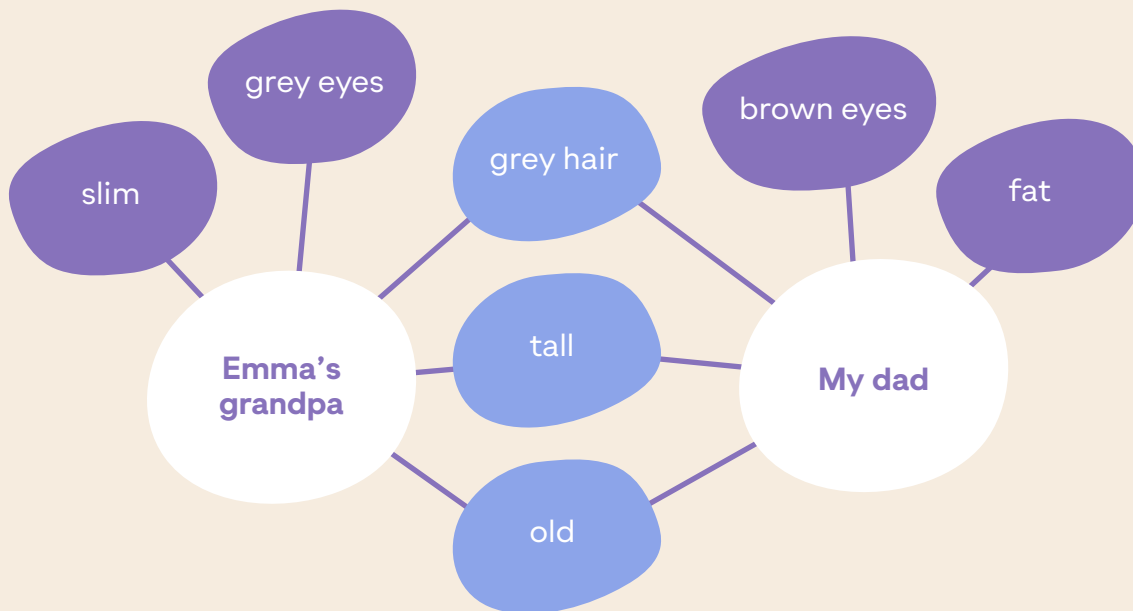 grey eyes
brown eyes
grey hair
slim
fat
tall
Emma’s
grandpa
My dad
old